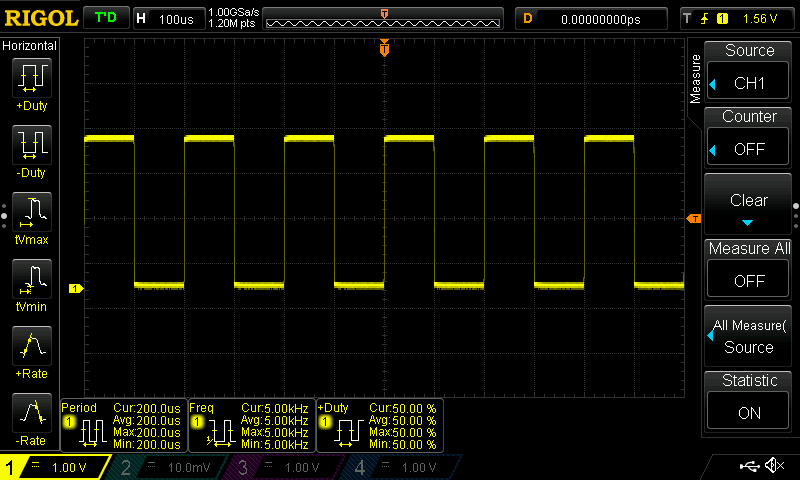 RIGOL T'D H 100us 1.00GSa/s 1.20M pts T D 0.00000000ps T 1 1.56 V
Horizontal
+Duty
-Duty
tVmax
tVmin
+Rate
-Rate
T
T
1
Measure
Source
CH1
Counter
OFF
Clear
Measure All
OFF
All Measure(
Source
Statistic
ON
Period
1
Cur:200.0us
Avg:200.0us
Max:200.0us
Min:200.0us
Freq
1
Cur:5.00kHz
Avg:5.00kHz
Max:5.00kHz
Min:5.00kHz
+Duty
1
Cur:50.00 %
Avg:50.00 %
Max:50.00 %
Min:50.00 %
1 1.00 V 2 10.0mV 3 1.00 V 4 1.00 V